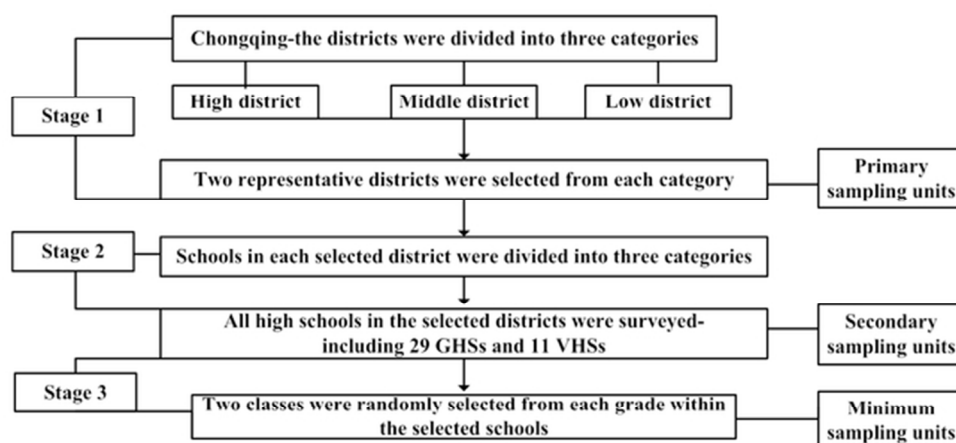 Chongqing-the districts were divided into three categories
High district
Middle district
Low district
Stage 1
Two representative districts were selected from each category
Primary
sampling units
Stage 2
Schools in each selected district were divided into three categories
All high schools in the selected districts were surveyed-
including 29 GHSs and 11 VHSs
Secondary
sampling units
Stage 3
Two classes were randomly selected from each grade within
the selected schools
Minimum
sampling units